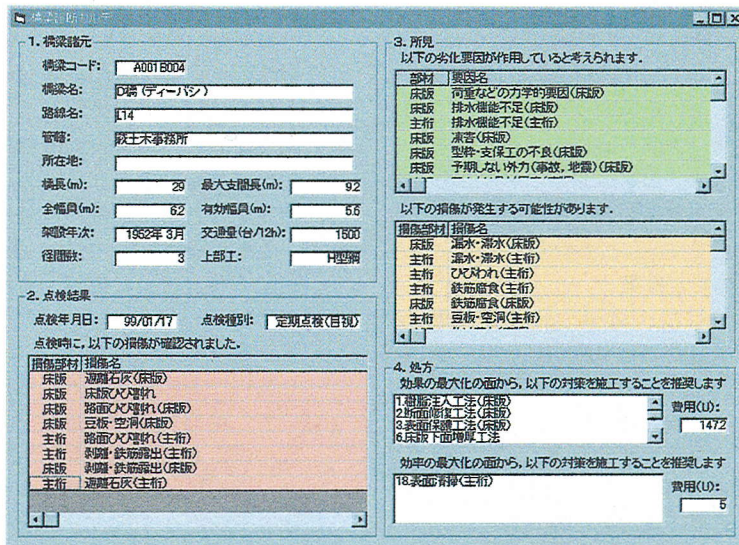 橋梁診断カルテ
1. 橋梁諸元
橋梁コード: A001B004
橋梁名: D橋 (ディーバシ)
路線名: L14
管轄: 萩土木事務所
所在地:
橋長(m): 29 最大支間長(m): 9.2
全幅員(m): 6.2 有効幅員(m): 5.6
架設年次: 1952年 3月 交通量(台/12h): 1500
径間数: 3 上部工: H型鋼
2. 点検結果
点検年月日: 99/01/17 点検種別: 定期点検(目視)
点検時に, 以下の損傷が確認されました.
損傷部材 損傷名
床版 遊離石灰(床版)
床版 床版ひび割れ
床版 路面ひび割れ(床版)
床版 豆板・空洞(床版)
主桁 路面ひび割れ(主桁)
主桁 剥離・鉄筋露出(主桁)
床版 剥離・鉄筋露出(床版)
主桁 遊離石灰(主桁)
3. 所見
以下の劣化要因が作用していると考えられます.
部材 要因名
床版 荷重などの力学的要因(床版)
床版 排水機能不足(床版)
主桁 排水機能不足(主桁)
床版 凍害(床版)
床版 型枠・支保工の不良(床版)
床版 予期しない外力(事故, 地震)(床版)
以下の損傷が発生する可能性があります.
損傷部材 損傷名
床版 漏水・滞水(床版)
主桁 漏水・滞水(主桁)
主桁 ひびわれ(主桁)
主桁 鉄筋腐食(主桁)
床版 鉄筋腐食(床版)
主桁 豆板・空洞(主桁)
4. 処方
効果の最大化の面から, 以下の対策を施工することを推奨します
1.樹脂注入工法(床版)
2.断面修復工法(床版)
3.表面保護工法(床版)
6.床版下面増厚工法
費用(U):
147.2
効率の最大化の面から, 以下の対策を施工することを推奨します
18.表面清掃(主桁)
費用(U):
5